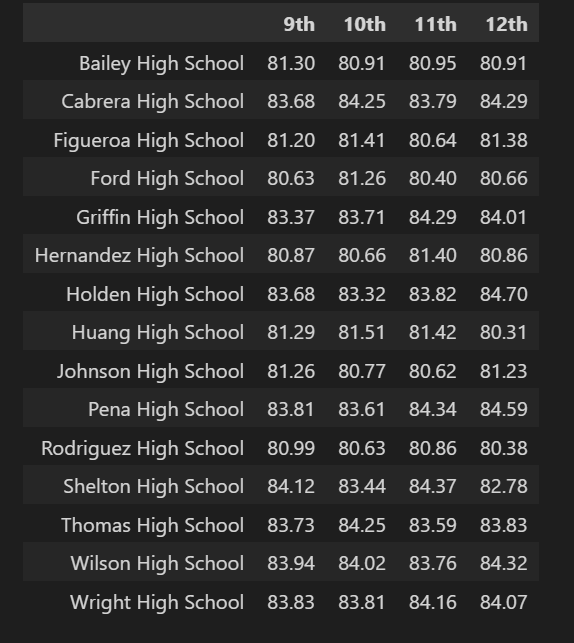 9th 10th 11th 12th
Bailey High School 81.30 80.91 80.95 80.91
Cabrera High School 83.68 84.25 83.79 84.29
Figueroa High School 81.20 81.41 80.64 81.38
Ford High School 80.63 81.26 80.40 80.66
Griffin High School 83.37 83.71 84.29 84.01
Hernandez High School 80.87 80.66 81.40 80.86
Holden High School 83.68 83.32 83.82 84.70
Huang High School 81.29 81.51 81.42 80.31
Johnson High School 81.26 80.77 80.62 81.23
Pena High School 83.81 83.61 84.34 84.59
Rodriguez High School 80.99 80.63 80.86 80.38
Shelton High School 84.12 83.44 84.37 82.78
Thomas High School 83.73 84.25 83.59 83.83
Wilson High School 83.94 84.02 83.76 84.32
Wright High School 83.83 83.81 84.16 84.07